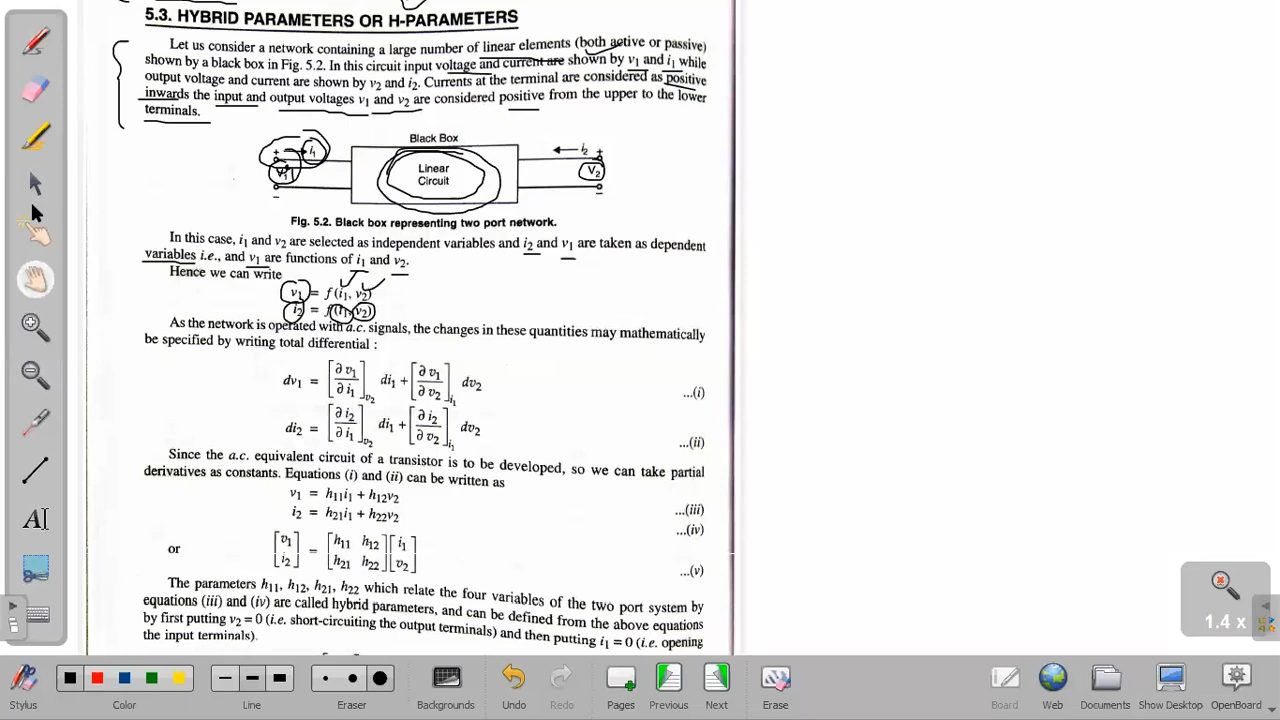 5.3. HYBRID PARAMETERS OR H-PARAMETERS
Let us consider a network containing a large number of linear elements (both active or passive)
shown by a black box in Fig. 5.2. In this circuit input voltage and current are shown by v1 and i1 while
output voltage and current are shown by v2 and i2. Currents at the terminal are considered as positive
inwards the input and output voltages v1 and v2 are considered positive from the upper to the lower
terminals.
Black Box
+ i1 i2 +
V1 Linear V2
Circuit
– –
Fig. 5.2. Black box representing two port network.
In this case, i1 and v2 are selected as independent variables and i2 and v1 are taken as dependent
variables i.e., and v1 are functions of i1 and v2.
Hence we can write
v1 = f(i1, v2)
i2 = f(i1, v2)
As the network is operated with a.c. signals, the changes in these quantities may mathematically
be specified by writing total differential :
dv1 = [∂v1/∂i1]v2 di1 + [∂v1/∂v2]i1 dv2 ...(i)
di2 = [∂i2/∂i1]v2 di1 + [∂i2/∂v2]i1 dv2 ...(ii)
Since the a.c. equivalent circuit of a transistor is to be developed, so we can take partial
derivatives as constants. Equations (i) and (ii) can be written as
v1 = h11i1 + h12v2 ...(iii)
i2 = h21i1 + h22v2 ...(iv)
or [v1 i2] = [h11 h12 h21 h22] [i1 v2] ...(v)
The parameters h11, h12, h21, h22 which relate the four variables of the two port system by
equations (iii) and (iv) are called hybrid parameters, and can be defined from the above equations
by first putting v2 = 0 (i.e. short-circuiting the output terminals) and then putting i1 = 0 (i.e. opening
the input terminals).
1.4 x
Stylus Color Line Eraser Backgrounds Undo Redo Pages Previous Next Erase Board Web Documents Show Desktop OpenBoard